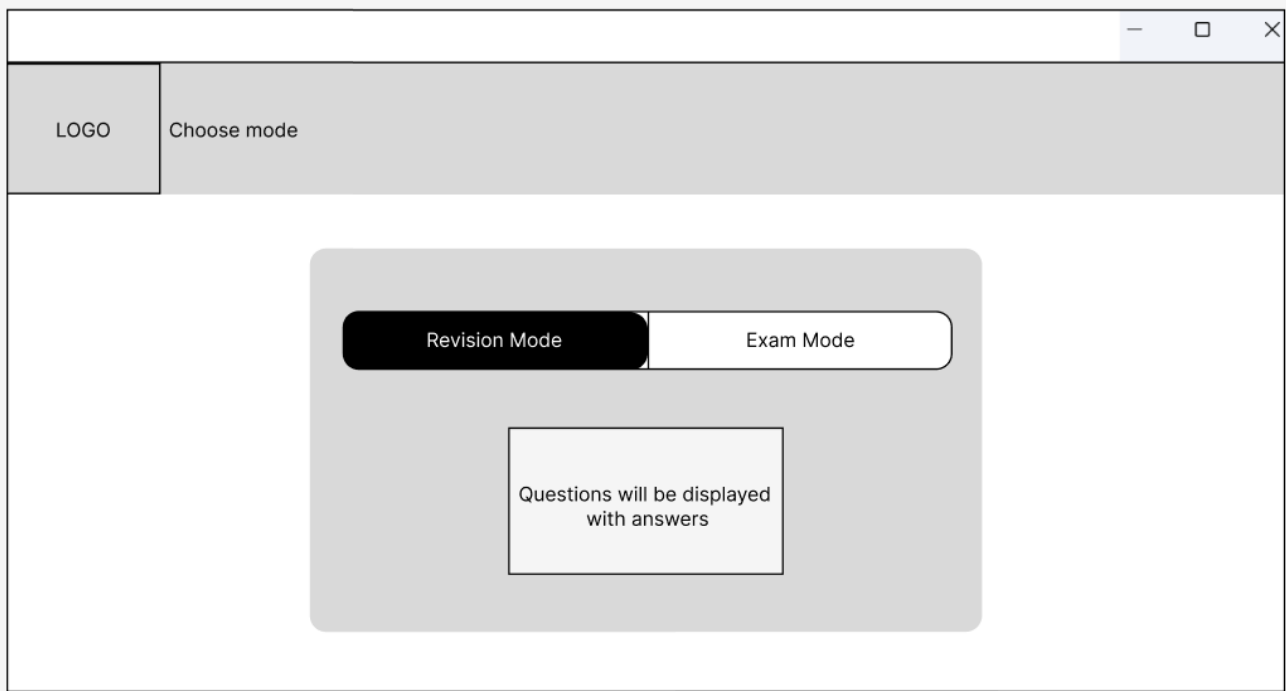 LOGO
Choose mode
Revision Mode
Exam Mode
Questions will be displayed
with answers